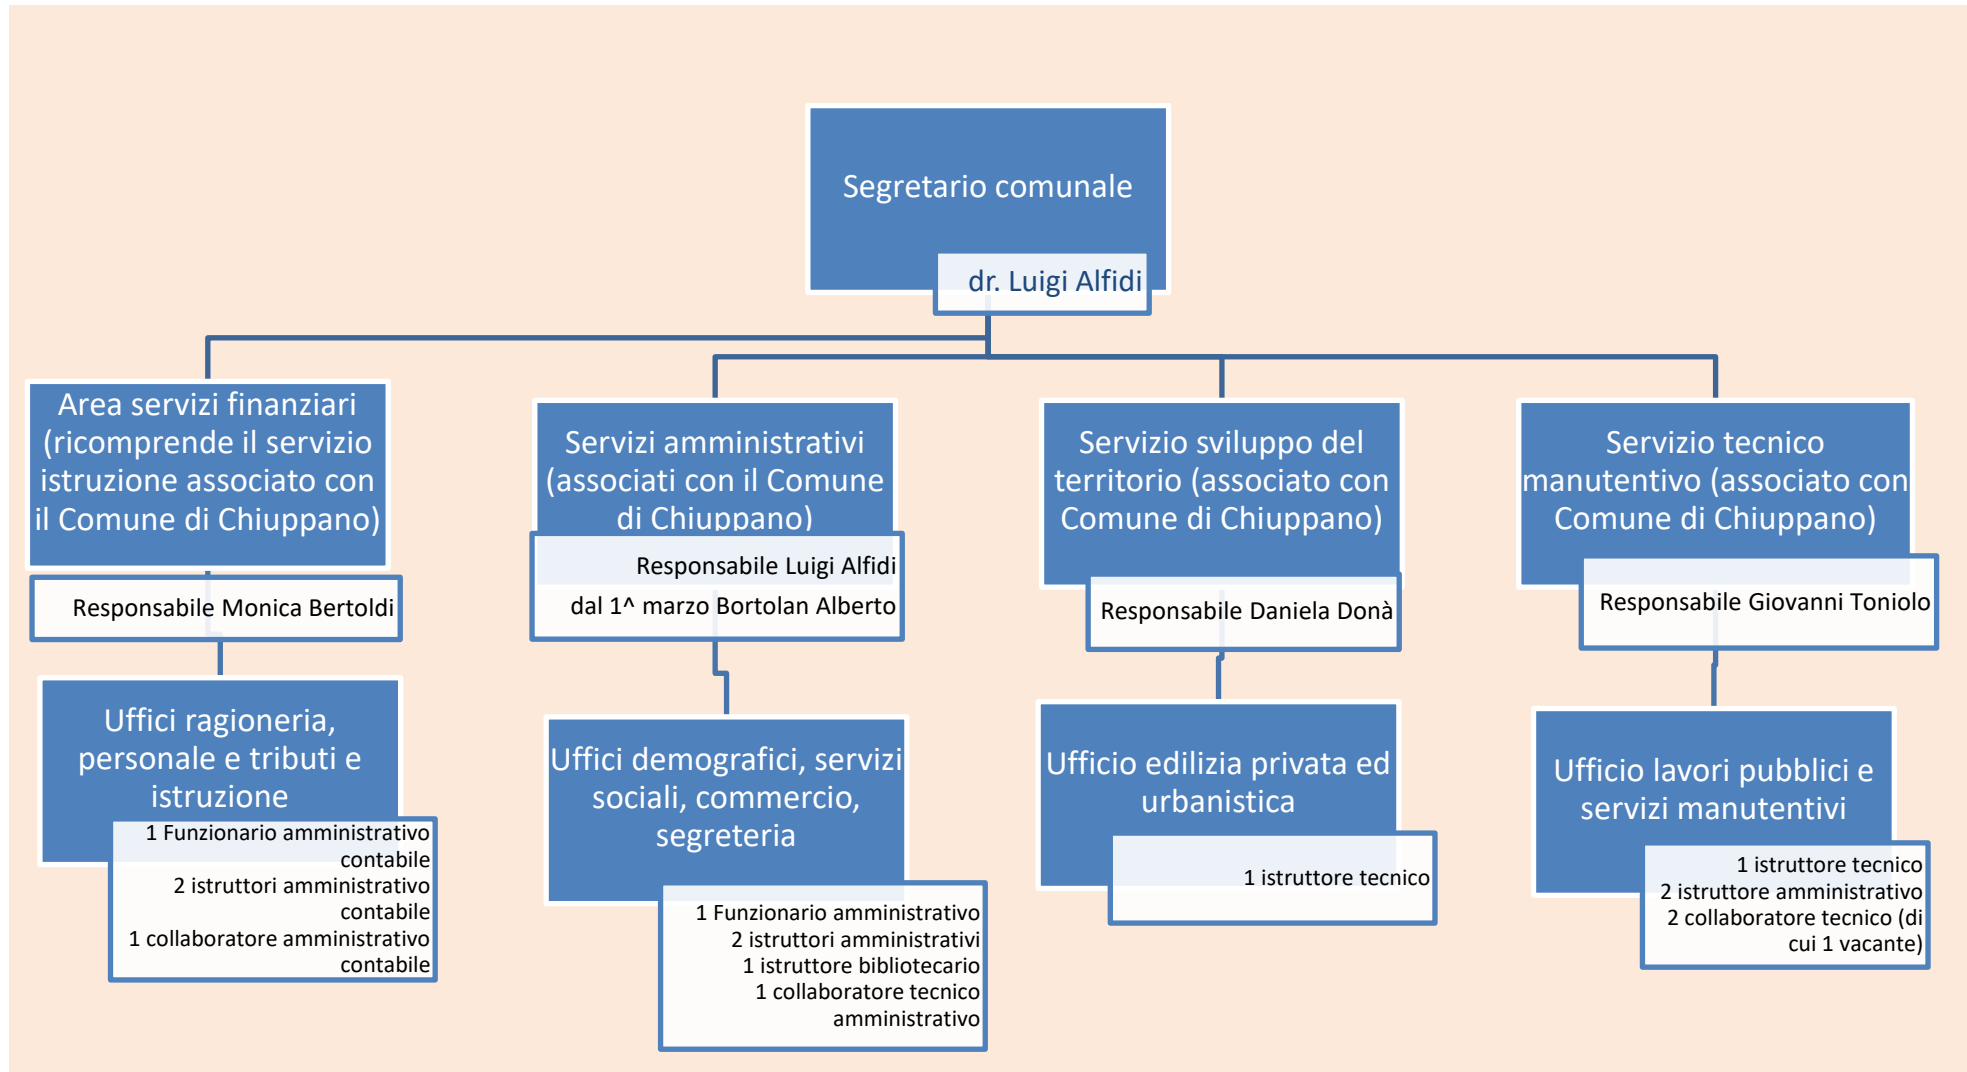 Segretario comunale
dr. Luigi Alfidi
Area servizi finanziari
(ricomprende il servizio
istruzione associato con
il Comune di Chiuppano)
Responsabile Monica Bertoldi
Servizi amministrativi
(associati con il Comune
di Chiuppano)
Responsabile Luigi Alfidi
dal 1^ marzo Bortolan Alberto
Servizio sviluppo del
territorio (associato con
Comune di Chiuppano)
Responsabile Daniela Donà
Servizio tecnico
manutentivo (associato con
Comune di Chiuppano)
Responsabile Giovanni Toniolo
Uffici ragioneria,
personale e tributi e
istruzione
1 Funzionario amministrativo
contabile
2 istruttori amministrativo
contabile
1 collaboratore amministrativo
contabile
Uffici demografici, servizi
sociali, commercio,
segreteria
1 Funzionario amministrativo
2 istruttori amministrativi
1 istruttore bibliotecario
1 collaboratore tecnico
amministrativo
Ufficio edilizia privata ed
urbanistica
1 istruttore tecnico
Ufficio lavori pubblici e
servizi manutentivi
1 istruttore tecnico
2 istruttore amministrativo
2 collaboratore tecnico (di
cui 1 vacante)